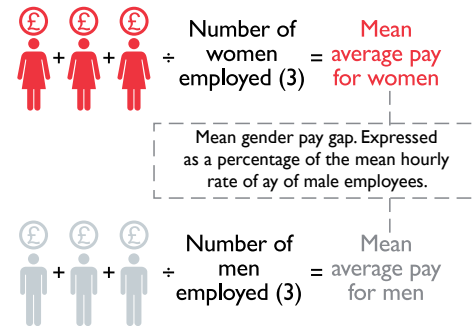 £ £ £
+ + ÷ Number of women employed (3) = Mean average pay for women
Mean gender pay gap. Expressed
as a percentage of the mean hourly
rate of ay of male employees.
£ £ £
+ + ÷ Number of men employed (3) = Mean average pay for men